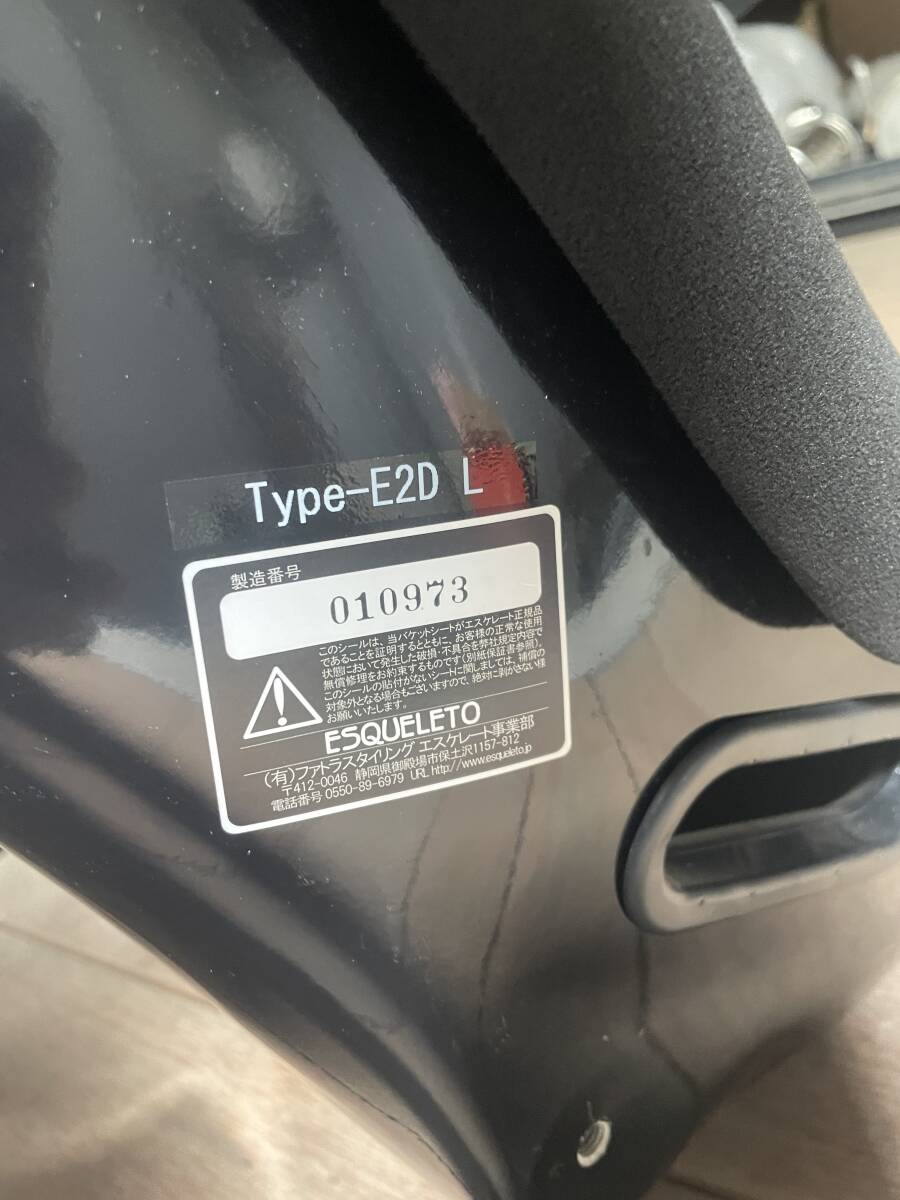 Type-E2D L
製造番号
010973
このシールは、当バケットシートがエスケレート正規品
であることを証明するとともに、お客様の正常な使用
状態において発生した破損・不具合を弊社規定内容で
無償修理をお約束するものです(別紙保証書参照)。
このシールの貼付がないシートに関しましては、補償の
対象外となる場合もございますので、絶対に剥がさない様
お願いいたします。
ESQUELETO
(有)ファトラスタイリング エスケレート事業部
〒412-0046 静岡県御殿場市保土沢1157-812
電話番号 0550-89-6979 URL http://www.esqueleto.jp